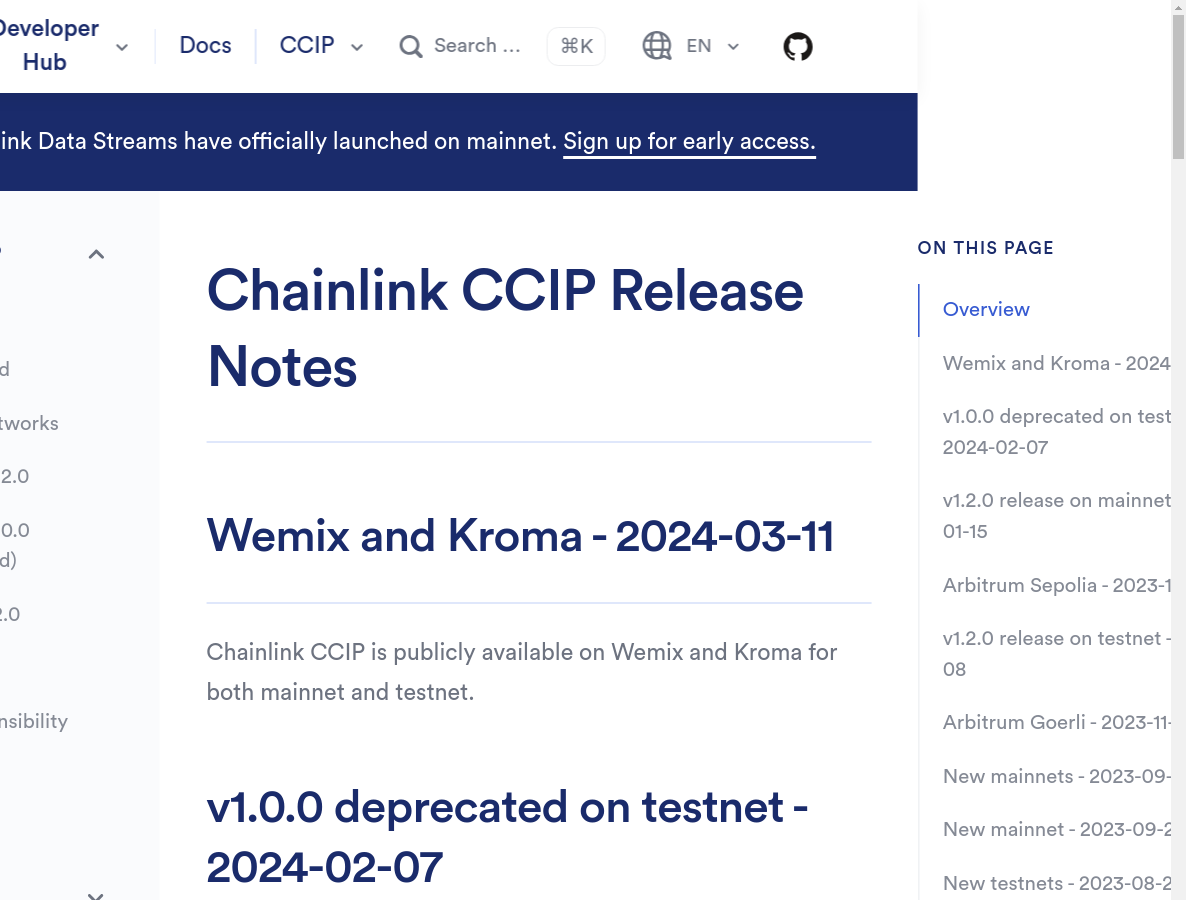 Developer
Hub
Docs
CCIP
Search ...
⌘K
EN
ink Data Streams have officially launched on mainnet. Sign up for early access.
d
tworks
2.0
0.0
d)
2.0
nsibility
Chainlink CCIP Release
Notes
Wemix and Kroma - 2024-03-11
Chainlink CCIP is publicly available on Wemix and Kroma for
both mainnet and testnet.
v1.0.0 deprecated on testnet -
2024-02-07
ON THIS PAGE
Overview
Wemix and Kroma - 2024
v1.0.0 deprecated on test
2024-02-07
v1.2.0 release on mainnet
01-15
Arbitrum Sepolia - 2023-1
v1.2.0 release on testnet -
08
Arbitrum Goerli - 2023-11-
New mainnets - 2023-09-
New mainnet - 2023-09-2
New testnets - 2023-08-2